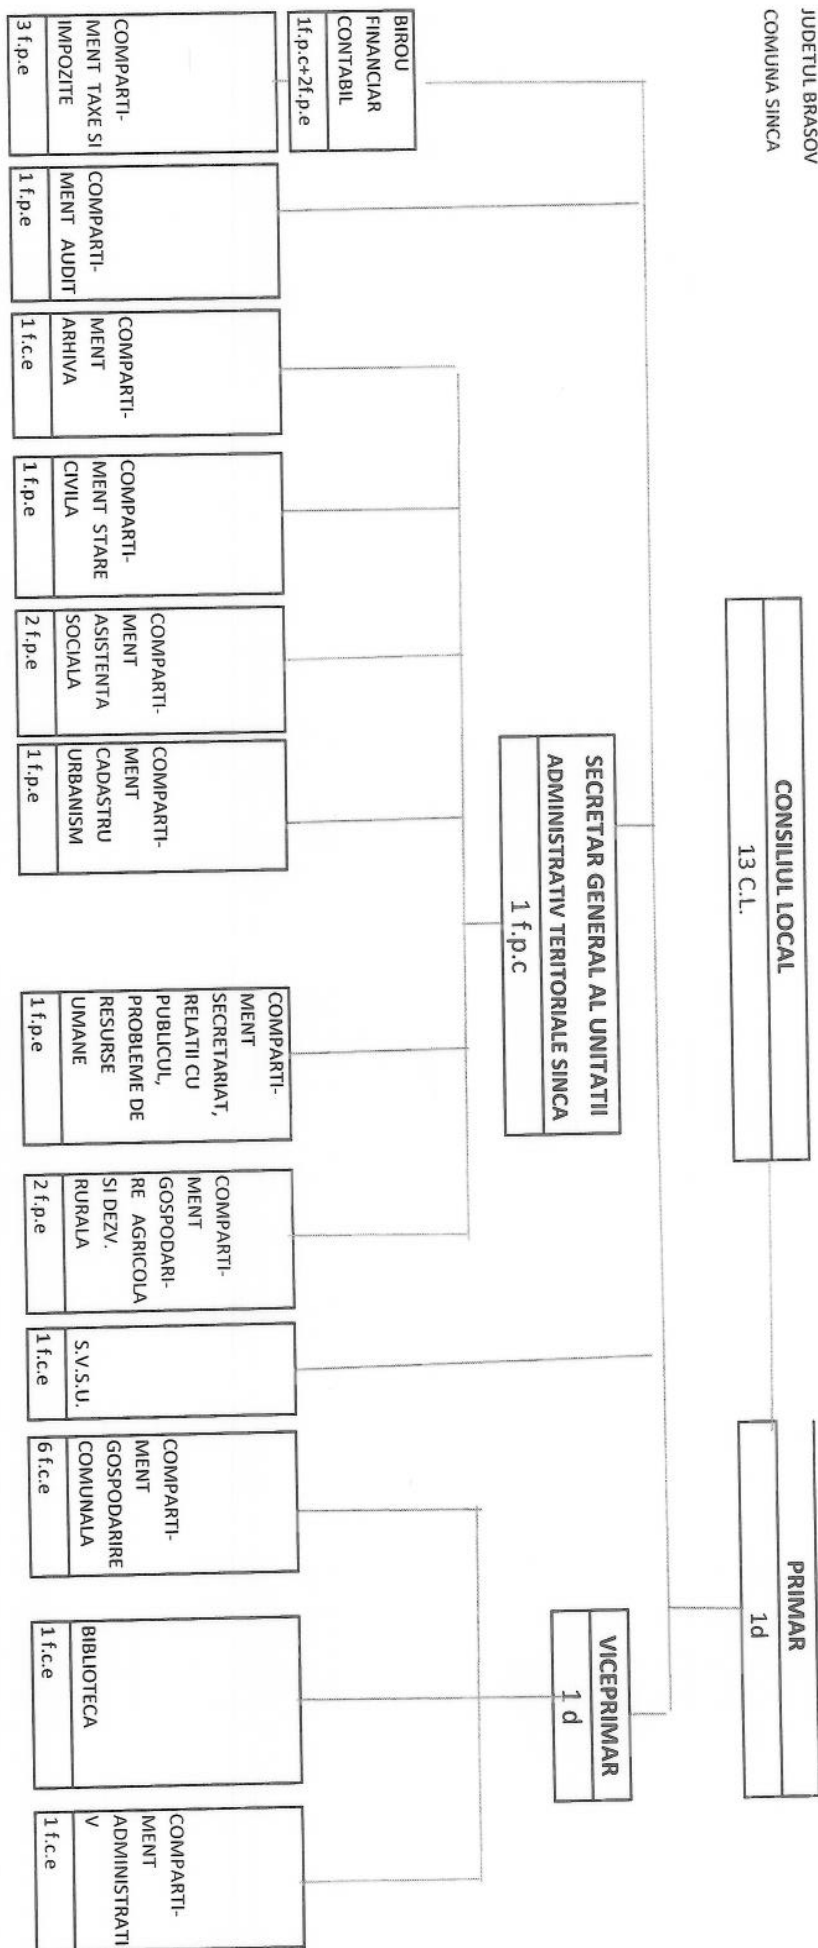 JUDETUL BRASOV
COMUNA SINCA
CONSILIUL LOCAL
13 C.L.
PRIMAR
1d
SECRETAR GENERAL AL UNITATII
ADMINISTRATIV TERITORIALE SINCA
1 f.p.c
VICEPRIMAR
1 d
BIROU
FINANCIAR
CONTABIL
1f.p.c+2f.p.e
COMPARTI-
MENT TAXE SI
IMPOZITE
3 f.p.e
COMPARTI-
MENT AUDIT
1 f.p.e
COMPARTI-
MENT
ARHIVA
1 f.c.e
COMPARTI-
MENT STARE
CIVILA
1 f.p.e
COMPARTI-
MENT
ASISTENTA
SOCIALA
2 f.p.e
COMPARTI-
MENT
CADASTRU
URBANISM
1 f.p.e
COMPARTI-
MENT
SECRETARIAT,
RELATII CU
PUBLICUL,
PROBLEME DE
RESURSE
UMANE
1 f.p.e
COMPARTI-
MENT
GOSPODARI-
RE AGRICOLA
SI DEZV.
RURALA
2 f.p.e
S.V.S.U.
1 f.c.e
COMPARTI-
MENT
GOSPODARIRE
COMUNALA
6 f.c.e
BIBLIOTECA
1 f.c.e
COMPARTI-
MENT
ADMINISTRATI
V
1 f.c.e